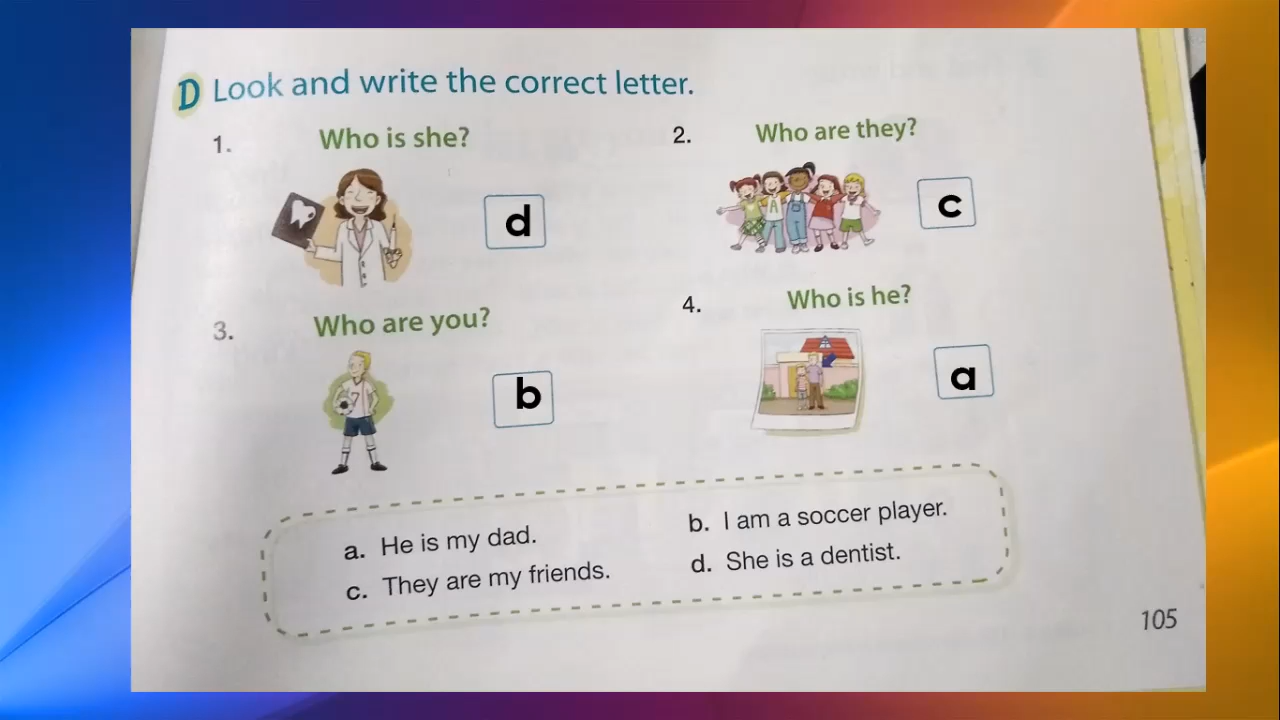 D Look and write the correct letter.
1. Who is she?
d
2. Who are they?
c
3. Who are you?
b
4. Who is he?
a
a. He is my dad.
b. I am a soccer player.
c. They are my friends.
d. She is a dentist.
105